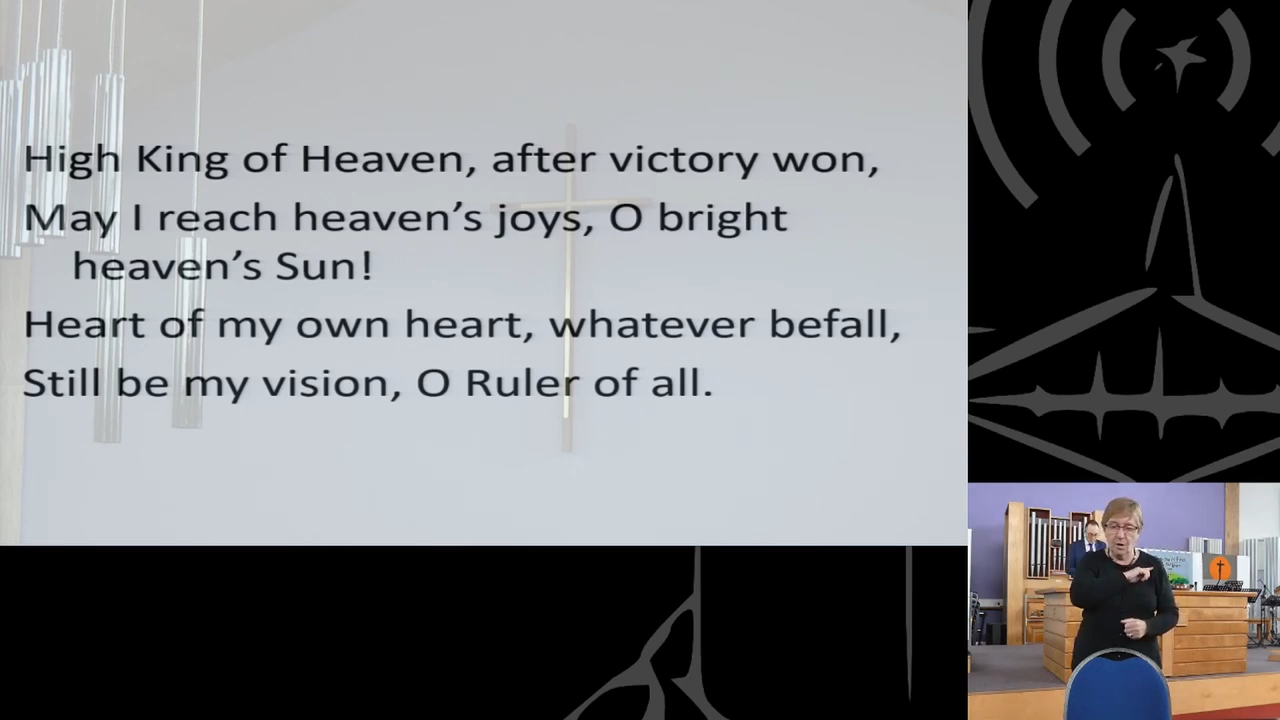 High King of Heaven, after victory won,
May I reach heaven’s joys, O bright
heaven’s Sun!
Heart of my own heart, whatever befall,
Still be my vision, O Ruler of all.